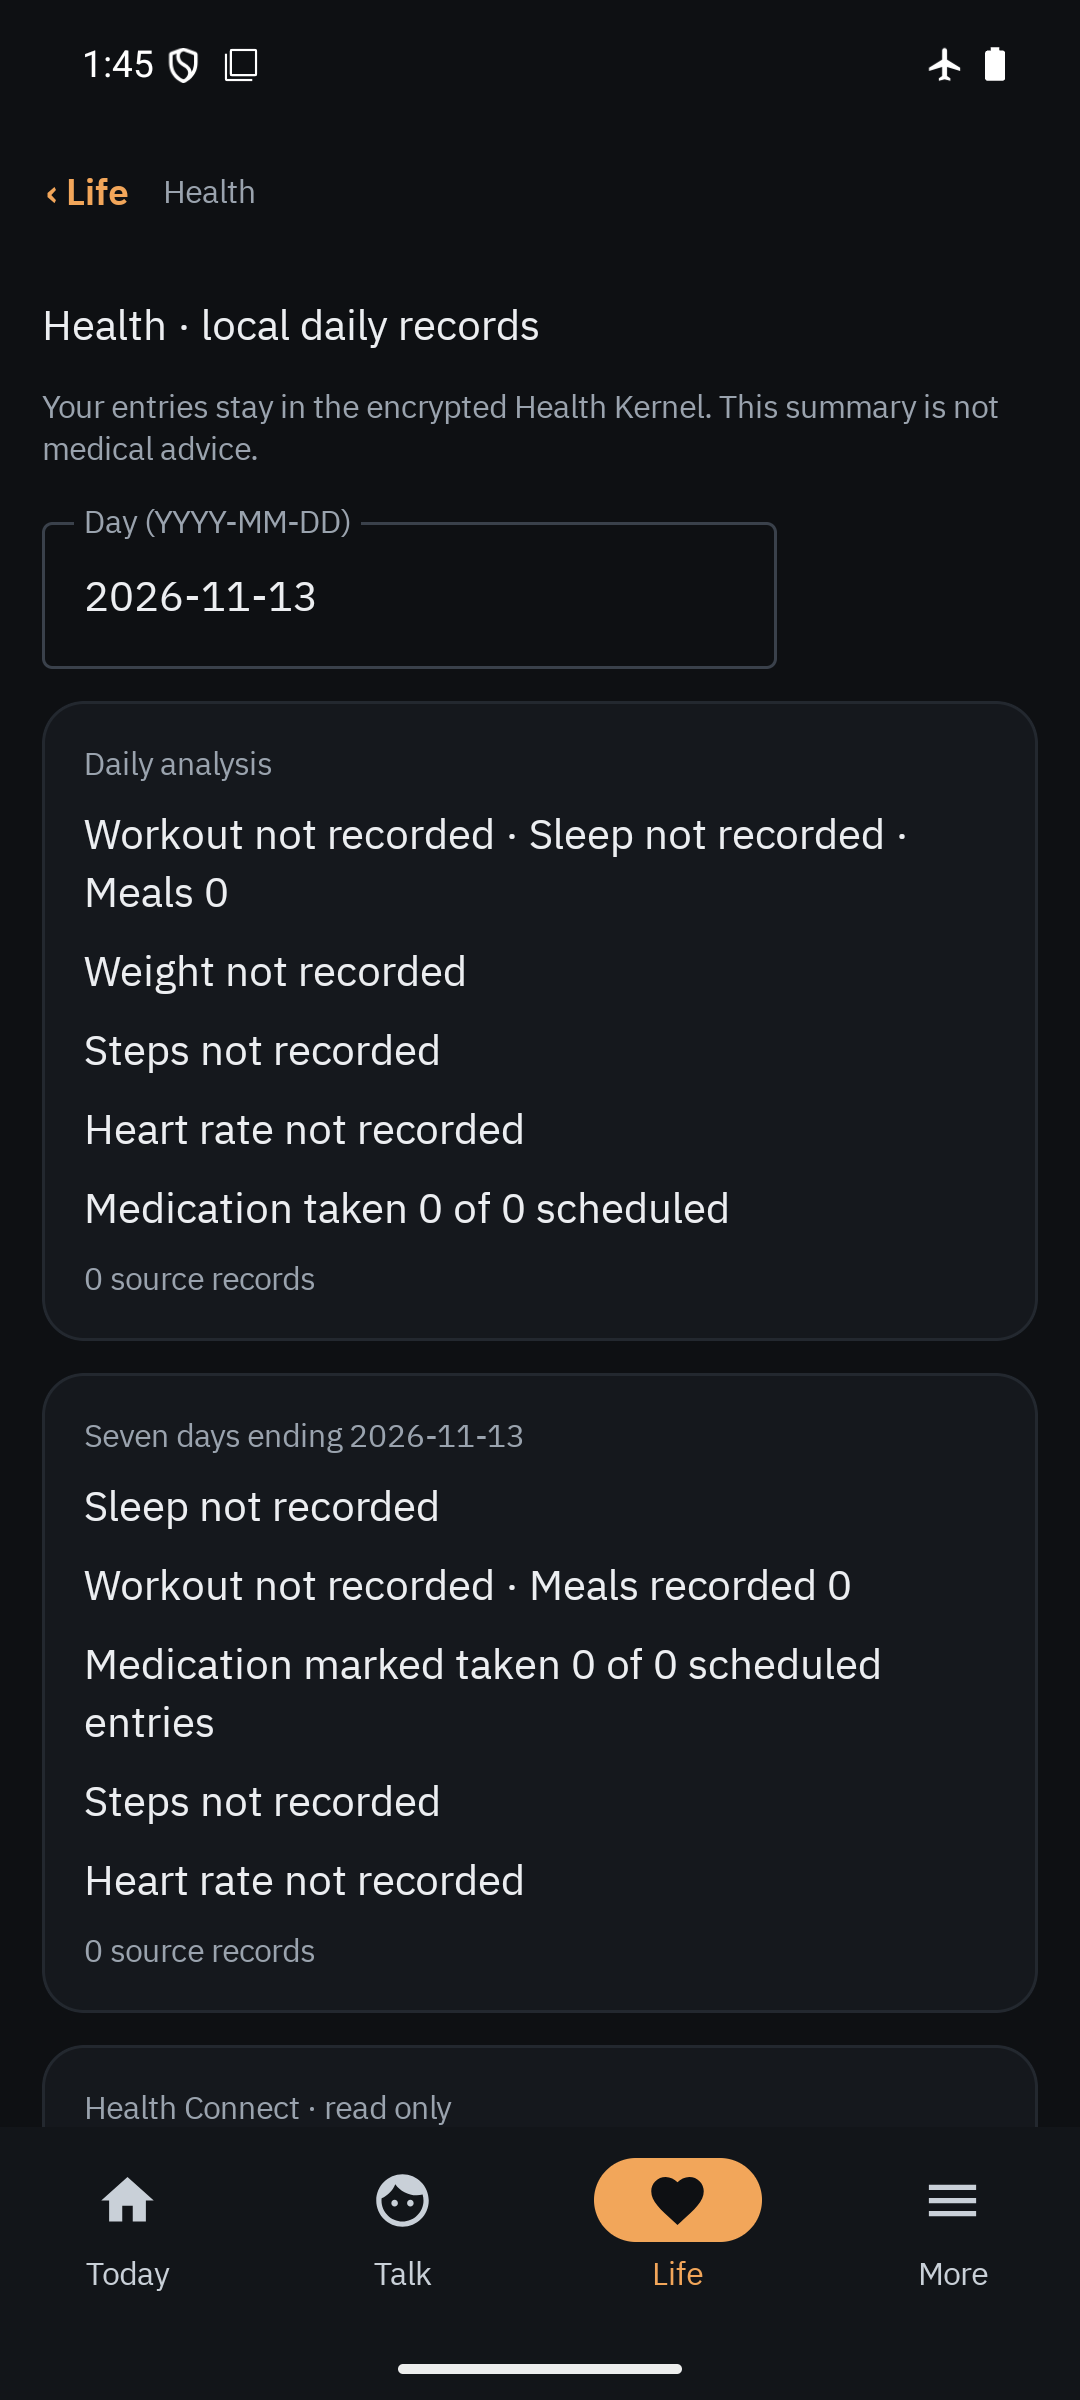 1:45
‹ Life Health
Health · local daily records
Your entries stay in the encrypted Health Kernel. This summary is not
medical advice.
Day (YYYY-MM-DD)
2026-11-13
Daily analysis
Workout not recorded · Sleep not recorded ·
Meals 0
Weight not recorded
Steps not recorded
Heart rate not recorded
Medication taken 0 of 0 scheduled
0 source records
Seven days ending 2026-11-13
Sleep not recorded
Workout not recorded · Meals recorded 0
Medication marked taken 0 of 0 scheduled
entries
Steps not recorded
Heart rate not recorded
0 source records
Health Connect · read only
Today Talk Life More